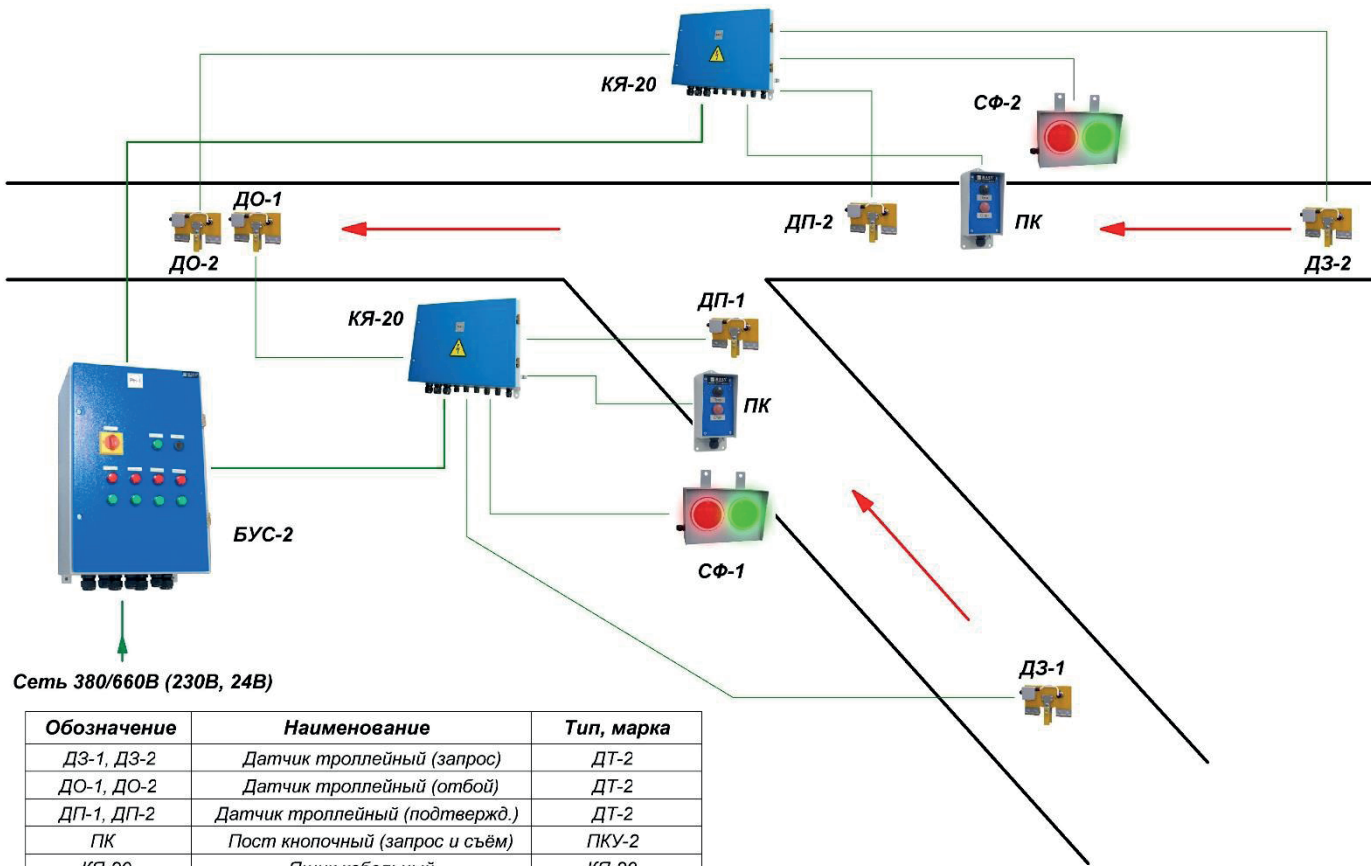 КЯ-20
СФ-2
ДО-1
ДП-2
ПК
ДО-2
ДЗ-2
ДП-1
КЯ-20
ПК
БУС-2
СФ-1
Сеть 380/660В (230В, 24В)
ДЗ-1
Обозначение Наименование Тип, марка
ДЗ-1, ДЗ-2 Датчик троллейный (запрос) ДТ-2
ДО-1, ДО-2 Датчик троллейный (отбой) ДТ-2
ДП-1, ДП-2 Датчик троллейный (подтвержд.) ДТ-2
ПК Пост кнопочный (запрос и съём) ПКУ-2